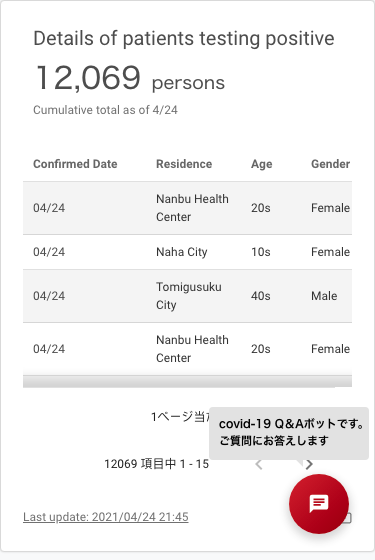 Details of patients testing positive
12,069 persons
Cumulative total as of 4/24
Confirmed Date Residence Age Gender
04/24 Nanbu Health Center 20s Female
04/24 Naha City 10s Female
04/24 Tomigusuku City 40s Male
04/24 Nanbu Health Center 20s Female
1ページ当
covid-19 Q&Aボットです。
ご質問にお答えします
12069 項目中 1 - 15
Last update: 2021/04/24 21:45